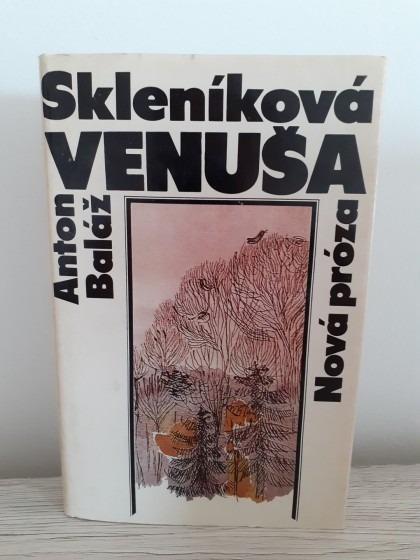 Skleníková
VENUŠA
Anton
Baláž
Nová próza